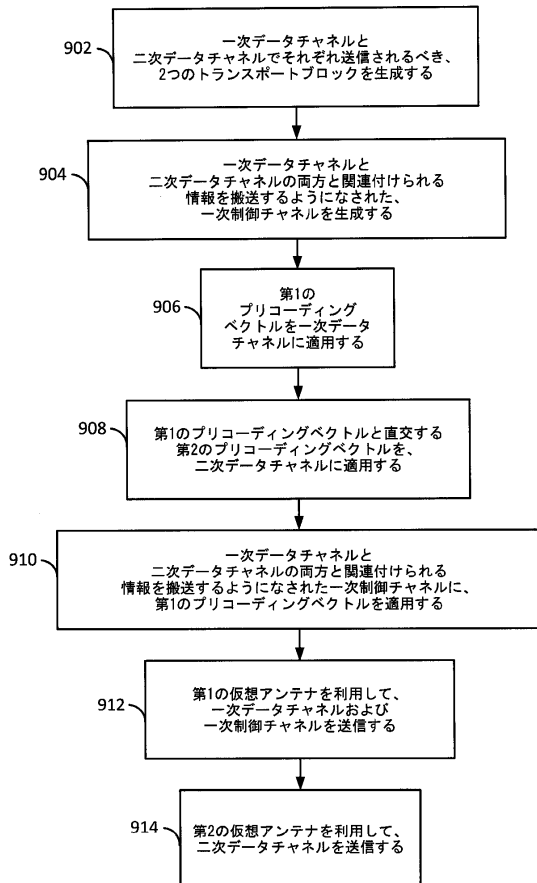 902
一次データチャネルと
二次データチャネルでそれぞれ送信されるべき、
2つのトランスポートブロックを生成する
904
一次データチャネルと
二次データチャネルの両方と関連付けられる
情報を搬送するようになされた、
一次制御チャネルを生成する
906
第1の
プリコーディング
ベクトルを一次データ
チャネルに適用する
908
第1のプリコーディングベクトルと直交する
第2のプリコーディングベクトルを、
二次データチャネルに適用する
910
一次データチャネルと
二次データチャネルの両方と関連付けられる
情報を搬送するようになされた一次制御チャネルに、
第1のプリコーディングベクトルを適用する
912
第1の仮想アンテナを利用して、
一次データチャネルおよび
一次制御チャネルを送信する
914
第2の仮想アンテナを利用して、
二次データチャネルを送信する